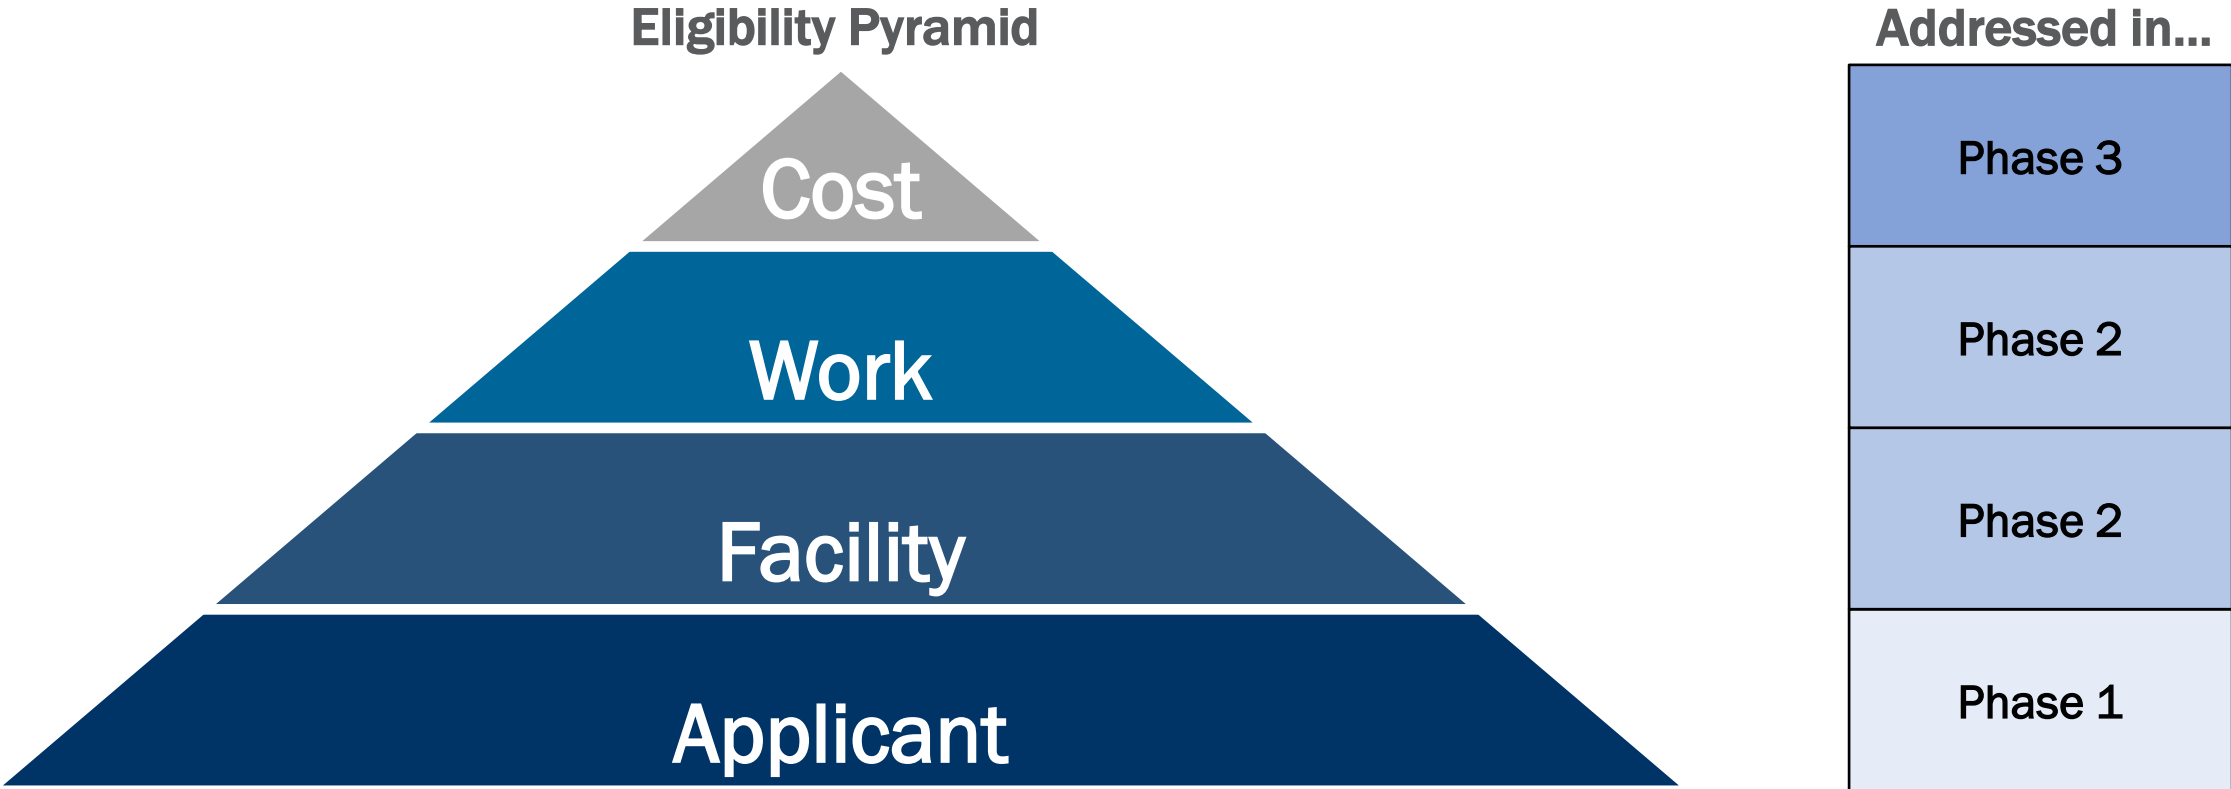 Eligibility Pyramid
Addressed in...
Cost
Phase 3
Work
Phase 2
Facility
Phase 2
Applicant
Phase 1